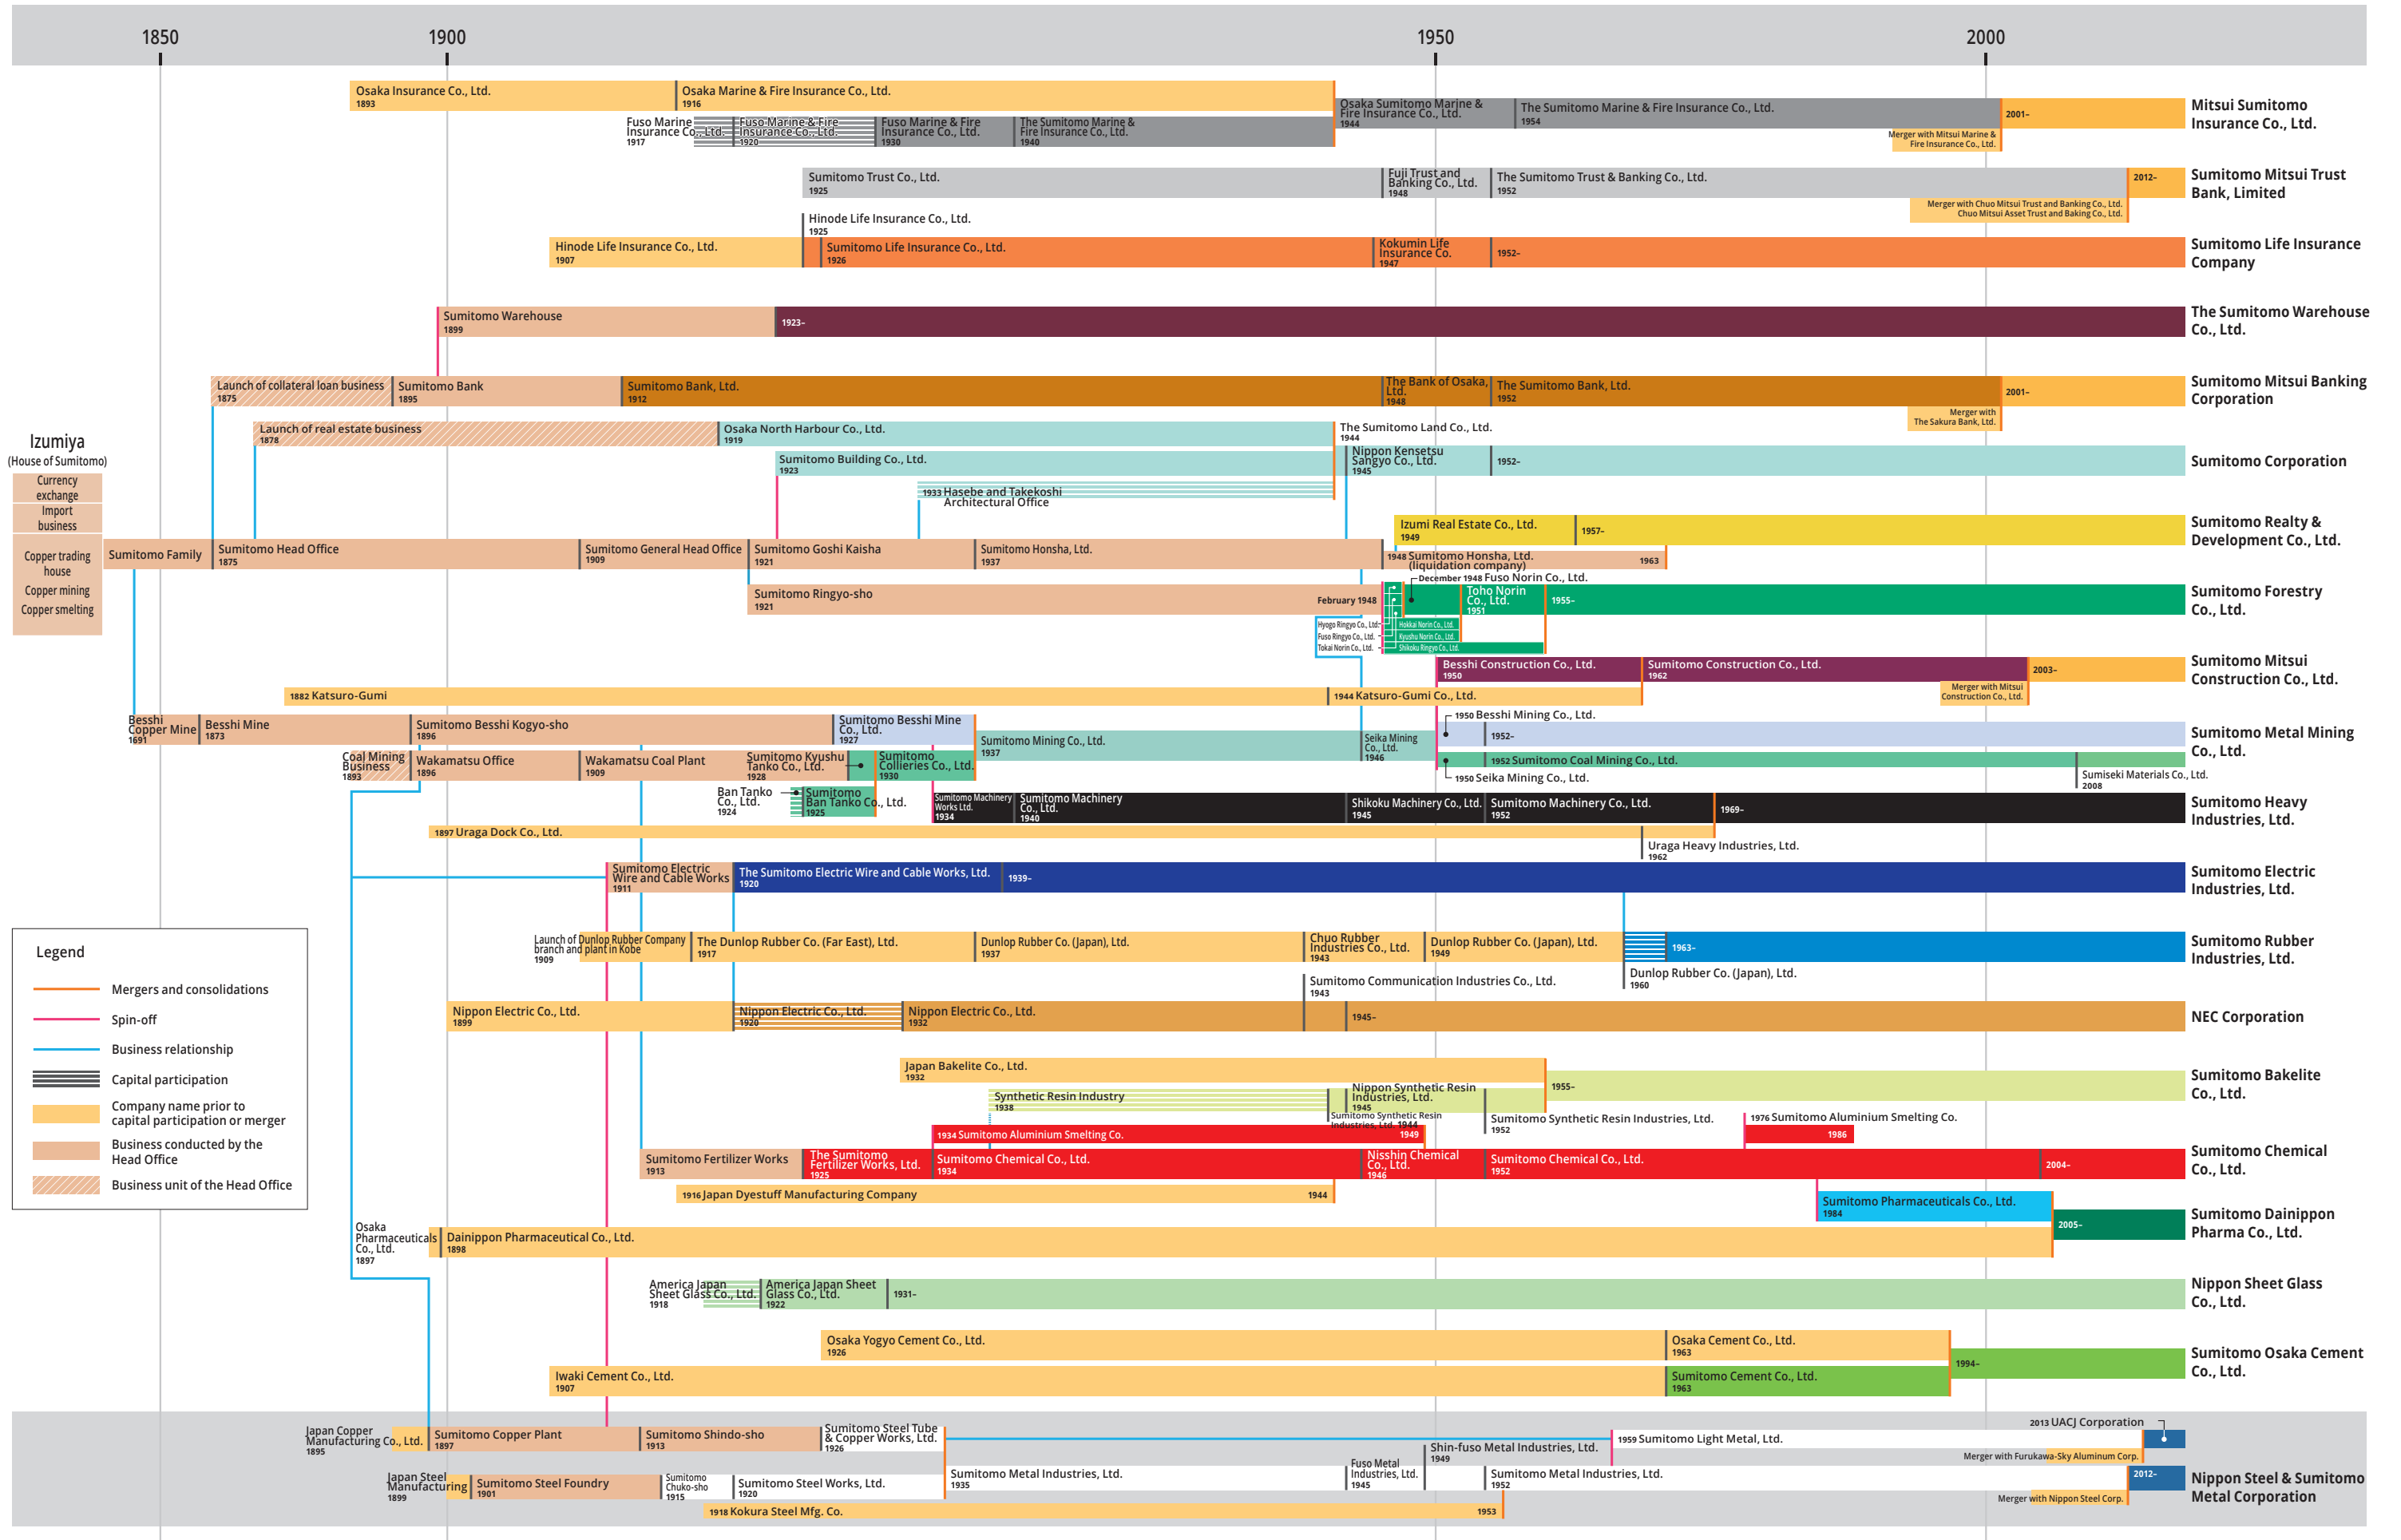 1850
1900
1950
2000
Osaka Insurance Co., Ltd.
1893
Osaka Marine & Fire Insurance Co., Ltd.
1916
Fuso Marine
Insurance Co., Ltd.
1917
Fuso Marine & Fire
Insurance Co., Ltd.
1920
Fuso Marine & Fire
Insurance Co., Ltd.
1930
The Sumitomo Marine &
Fire Insurance Co., Ltd.
1940
Osaka Sumitomo Marine &
Fire Insurance Co., Ltd.
1944
The Sumitomo Marine & Fire Insurance Co., Ltd.
1954
2001–
Merger with Mitsui Marine &
Fire Insurance Co., Ltd.
Mitsui Sumitomo
Insurance Co., Ltd.
Sumitomo Trust Co., Ltd.
1925
Fuji Trust and
Banking Co., Ltd.
1948
The Sumitomo Trust & Banking Co., Ltd.
1952
2012–
Merger with Chuo Mitsui Trust and Banking Co., Ltd.
Chuo Mitsui Asset Trust and Baking Co., Ltd.
Sumitomo Mitsui Trust
Bank, Limited
Hinode Life Insurance Co., Ltd.
1925
Hinode Life Insurance Co., Ltd.
1907
Sumitomo Life Insurance Co., Ltd.
1926
Kokumin Life
Insurance Co.
1947
1952–
Sumitomo Life Insurance
Company
Sumitomo Warehouse
1899
1923–
The Sumitomo Warehouse
Co., Ltd.
Launch of collateral loan business
1875
Sumitomo Bank
1895
Sumitomo Bank, Ltd.
1912
The Bank of Osaka,
Ltd.
1948
The Sumitomo Bank, Ltd.
1952
2001–
Merger with
The Sakura Bank, Ltd.
Sumitomo Mitsui Banking
Corporation
Launch of real estate business
1878
Osaka North Harbour Co., Ltd.
1919
The Sumitomo Land Co., Ltd.
1944
Sumitomo Building Co., Ltd.
1923
Nippon Kensetsu
Sangyo Co., Ltd.
1945
1952–
Sumitomo Corporation
1933 Hasebe and Takekoshi
Architectural Office
Izumiya
(House of Sumitomo)
Currency
exchange
Import
business
Copper trading
house
Copper mining
Copper smelting
Izumi Real Estate Co., Ltd.
1949
1957–
Sumitomo Realty &
Development Co., Ltd.
Sumitomo Family
Sumitomo Head Office
1875
Sumitomo General Head Office
1909
Sumitomo Goshi Kaisha
1921
Sumitomo Honsha, Ltd.
1937
1948 Sumitomo Honsha, Ltd.
(liquidation company)
1963
Sumitomo Ringyo-sho
1921
February 1948
December 1948 Fuso Norin Co., Ltd.
Toho Norin
Co., Ltd.
1951
1955–
Hyogo Ringyo Co., Ltd.
Fuso Ringyo Co., Ltd.
Tokai Norin Co., Ltd.
Hokkai Norin Co., Ltd.
Kyushu Norin Co., Ltd.
Shikoku Ringyo Co., Ltd.
Sumitomo Forestry
Co., Ltd.
Besshi Construction Co., Ltd.
1950
Sumitomo Construction Co., Ltd.
1962
2003–
Merger with Mitsui
Construction Co., Ltd.
Sumitomo Mitsui
Construction Co., Ltd.
1882 Katsuro-Gumi
1944 Katsuro-Gumi Co., Ltd.
Besshi
Copper Mine
1691
Besshi Mine
1873
Sumitomo Besshi Kogyo-sho
1896
Sumitomo Besshi Mine
Co., Ltd.
1927
Sumitomo Mining Co., Ltd.
1937
Seika Mining
Co., Ltd.
1946
1950 Besshi Mining Co., Ltd.
1952–
Sumitomo Metal Mining
Co., Ltd.
Coal Mining
Business
1893
Wakamatsu Office
1896
Wakamatsu Coal Plant
1909
Sumitomo Kyushu
Tanko Co., Ltd.
1928
Sumitomo
Collieries Co., Ltd.
1930
1952 Sumitomo Coal Mining Co., Ltd.
1950 Seika Mining Co., Ltd.
Sumiseki Materials Co., Ltd.
2008
Ban Tanko
Co., Ltd.
1924
Sumitomo
Ban Tanko Co., Ltd.
1925
Sumitomo Machinery
Works Ltd.
1934
Sumitomo Machinery
Co., Ltd.
1940
Shikoku Machinery Co., Ltd.
1945
Sumitomo Machinery Co., Ltd.
1952
1969–
Sumitomo Heavy
Industries, Ltd.
1897 Uraga Dock Co., Ltd.
Uraga Heavy Industries, Ltd.
1962
Sumitomo Electric
Wire and Cable Works
1911
The Sumitomo Electric Wire and Cable Works, Ltd.
1920
1939–
Sumitomo Electric
Industries, Ltd.
Launch of Dunlop Rubber Company
branch and plant in Kobe
1909
The Dunlop Rubber Co. (Far East), Ltd.
1917
Dunlop Rubber Co. (Japan), Ltd.
1937
Chuo Rubber
Industries Co., Ltd.
1943
Dunlop Rubber Co. (Japan), Ltd.
1949
1963–
Dunlop Rubber Co. (Japan), Ltd.
1960
Sumitomo Rubber
Industries, Ltd.
Sumitomo Communication Industries Co., Ltd.
1943
Nippon Electric Co., Ltd.
1899
Nippon Electric Co., Ltd.
1920
Nippon Electric Co., Ltd.
1932
1945–
NEC Corporation
Legend
Mergers and consolidations
Spin-off
Business relationship
Capital participation
Company name prior to
capital participation or merger
Business conducted by the
Head Office
Business unit of the Head Office
Japan Bakelite Co., Ltd.
1932
1955–
Synthetic Resin Industry
1938
Nippon Synthetic Resin
Industries, Ltd.
1945
Sumitomo Synthetic Resin
Industries, Ltd. 1944
Sumitomo Synthetic Resin Industries, Ltd.
1952
Sumitomo Bakelite
Co., Ltd.
1934 Sumitomo Aluminium Smelting Co.
1949
1976 Sumitomo Aluminium Smelting Co.
1986
Sumitomo Fertilizer Works
1913
The Sumitomo
Fertilizer Works, Ltd.
1925
Sumitomo Chemical Co., Ltd.
1934
Nisshin Chemical
Co., Ltd.
1946
Sumitomo Chemical Co., Ltd.
1952
2004–
Sumitomo Chemical
Co., Ltd.
1916 Japan Dyestuff Manufacturing Company
1944
Sumitomo Pharmaceuticals Co., Ltd.
1984
2005–
Sumitomo Dainippon
Pharma Co., Ltd.
Osaka
Pharmaceuticals
Co., Ltd.
1897
Dainippon Pharmaceutical Co., Ltd.
1898
America Japan
Sheet Glass Co., Ltd.
1918
America Japan Sheet
Glass Co., Ltd.
1922
1931–
Nippon Sheet Glass
Co., Ltd.
Osaka Yogyo Cement Co., Ltd.
1926
Osaka Cement Co., Ltd.
1963
Iwaki Cement Co., Ltd.
1907
Sumitomo Cement Co., Ltd.
1963
1994–
Sumitomo Osaka Cement
Co., Ltd.
Japan Copper
Manufacturing Co., Ltd.
1895
Sumitomo Copper Plant
1897
Sumitomo Shindo-sho
1913
Sumitomo Steel Tube
& Copper Works, Ltd.
1926
1959 Sumitomo Light Metal, Ltd.
2013 UACJ Corporation
Merger with Furukawa-Sky Aluminum Corp.
Shin-fuso Metal Industries, Ltd.
1949
Japan Steel
Manufacturing
1899
Sumitomo Steel Foundry
1901
Sumitomo
Chuko-sho
1915
Sumitomo Steel Works, Ltd.
1920
Sumitomo Metal Industries, Ltd.
1935
Fuso Metal
Industries, Ltd.
1945
Sumitomo Metal Industries, Ltd.
1952
2012–
Merger with Nippon Steel Corp.
Nippon Steel & Sumitomo
Metal Corporation
1918 Kokura Steel Mfg. Co.
1953